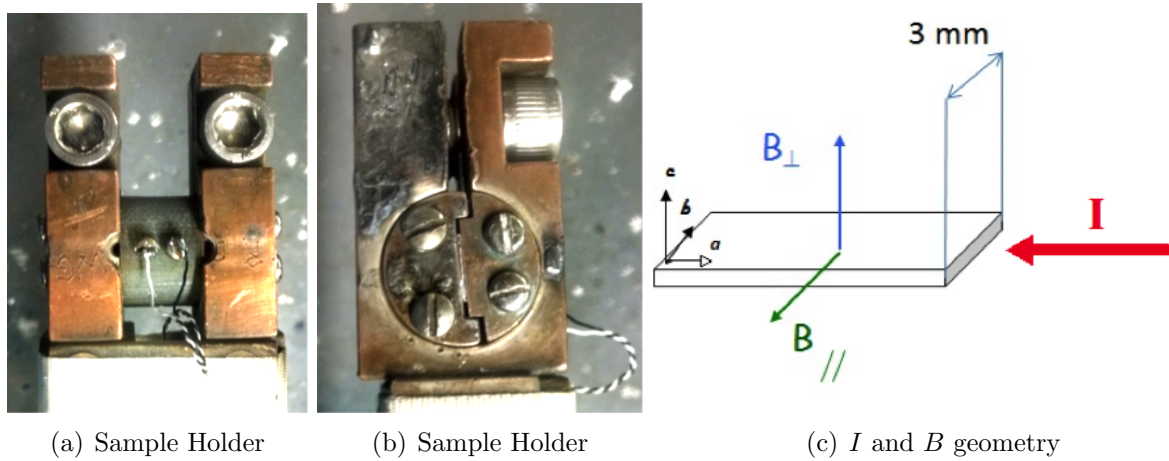 3 mm
B⊥
c
b
a
I
B //
(a) Sample Holder
(b) Sample Holder
(c) I and B geometry